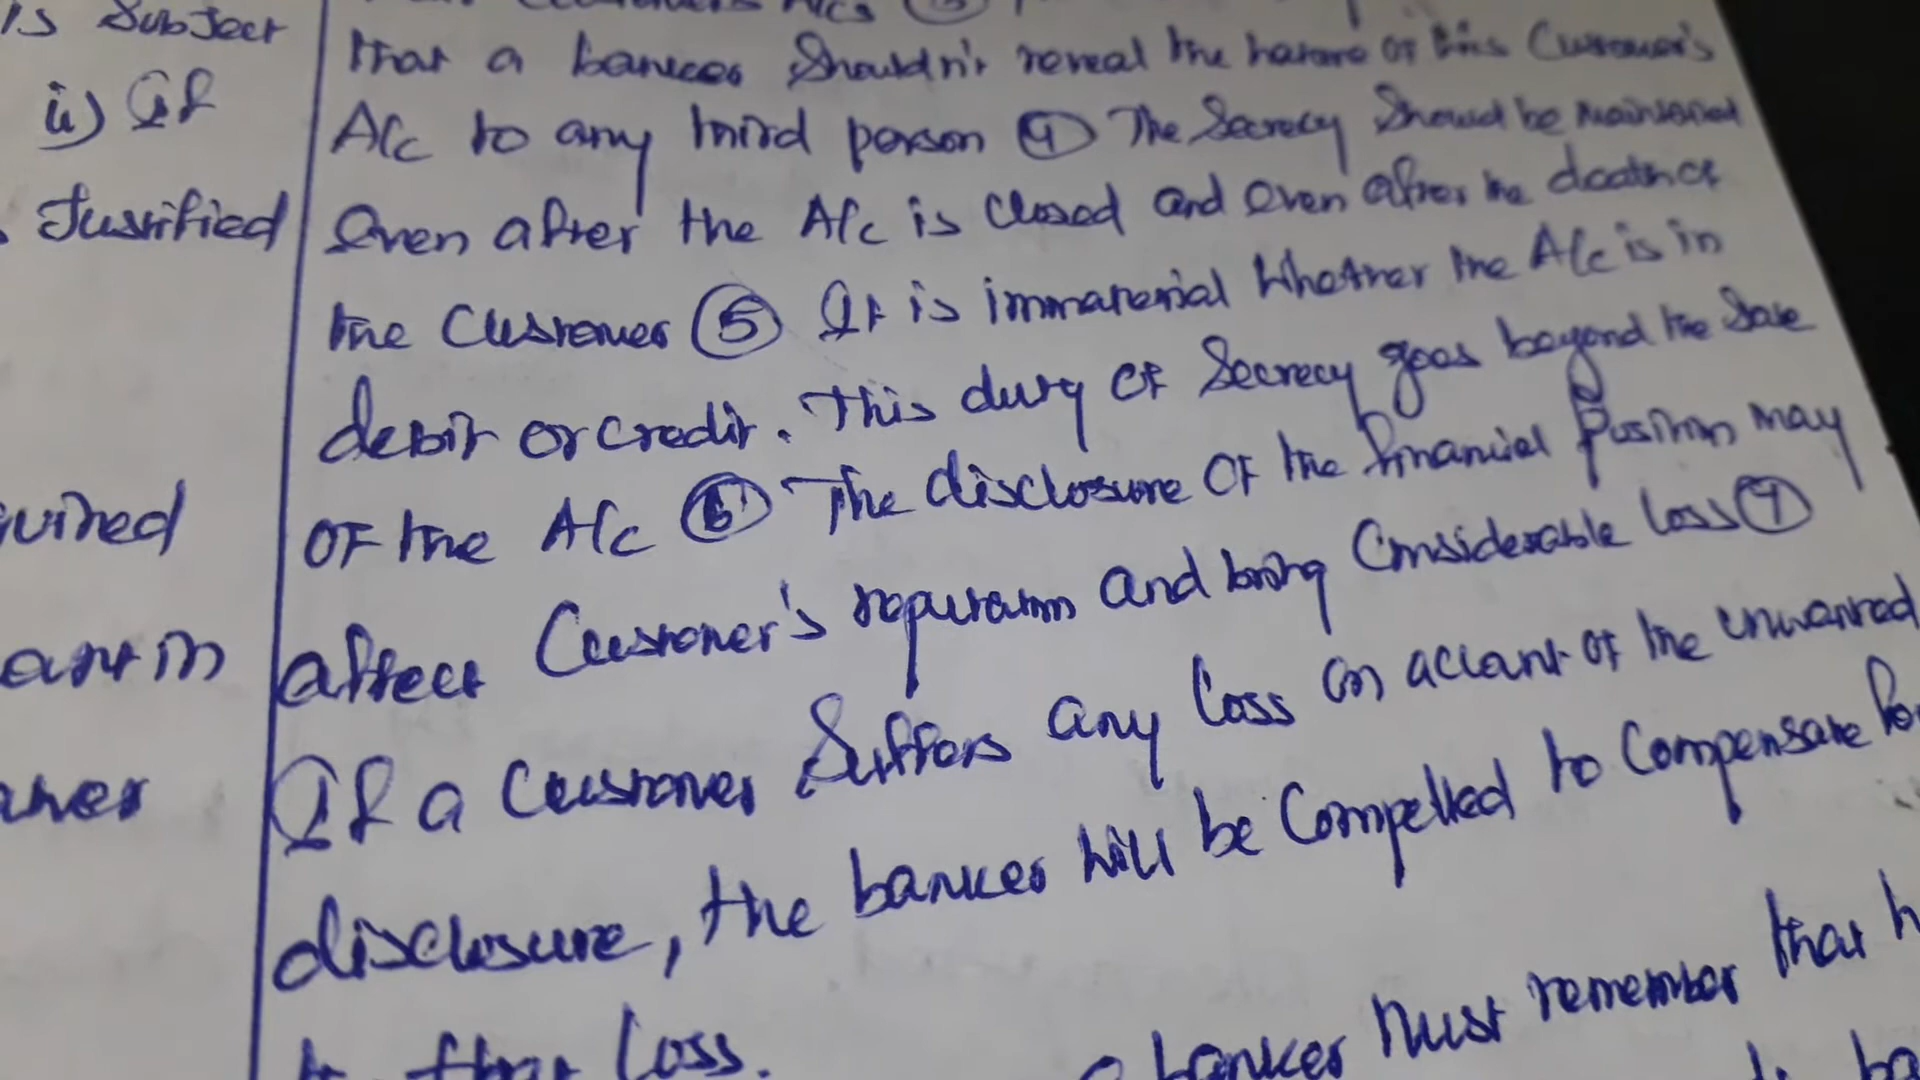 is Subject
ii) If
Justified
uired
ant in
Customer's A/cs ③
that a banker Shouldn't reveal the nature of his Customer's
A/c to any third person ④ The Secrecy Should be maintained
Even after the A/c is Closed and even after the death of
the Customer ⑤ It is immaterial Whether the A/c is in
debit or credit. This duty of Secrecy goes beyond the State
of the A/c ⑥ The disclosure of the financial position may
affect Customer's reputation and bring Considerable loss ⑦
If a Customer Suffers any loss on account of the unwanted
disclosure, the banker will be Compelled to Compensate for
loss.
a banker must remember that